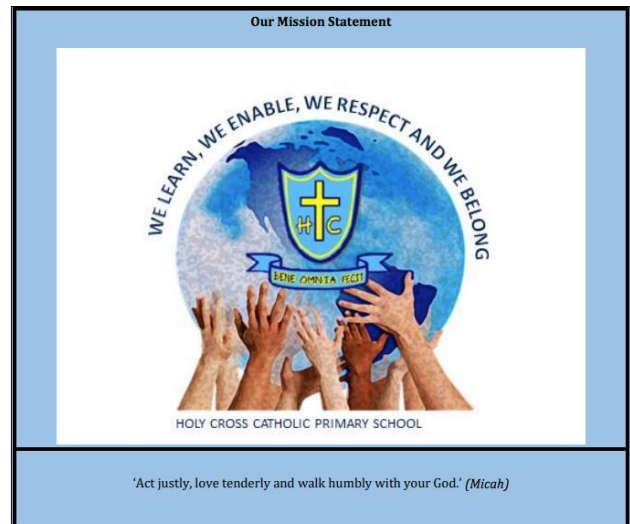 Our Mission Statement
WE LEARN, WE ENABLE, WE RESPECT AND WE BELONG
H C
BENE OMNIA FECIT
HOLY CROSS CATHOLIC PRIMARY SCHOOL
‘Act justly, love tenderly and walk humbly with your God.’ (Micah)